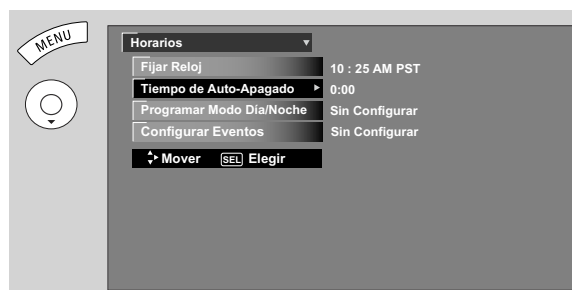 MENU
Horarios
Fijar Reloj 10 : 25 AM PST
Tiempo de Auto-Apagado 0:00
Programar Modo Día/Noche Sin Configurar
Configurar Eventos Sin Configurar
Mover SEL Elegir